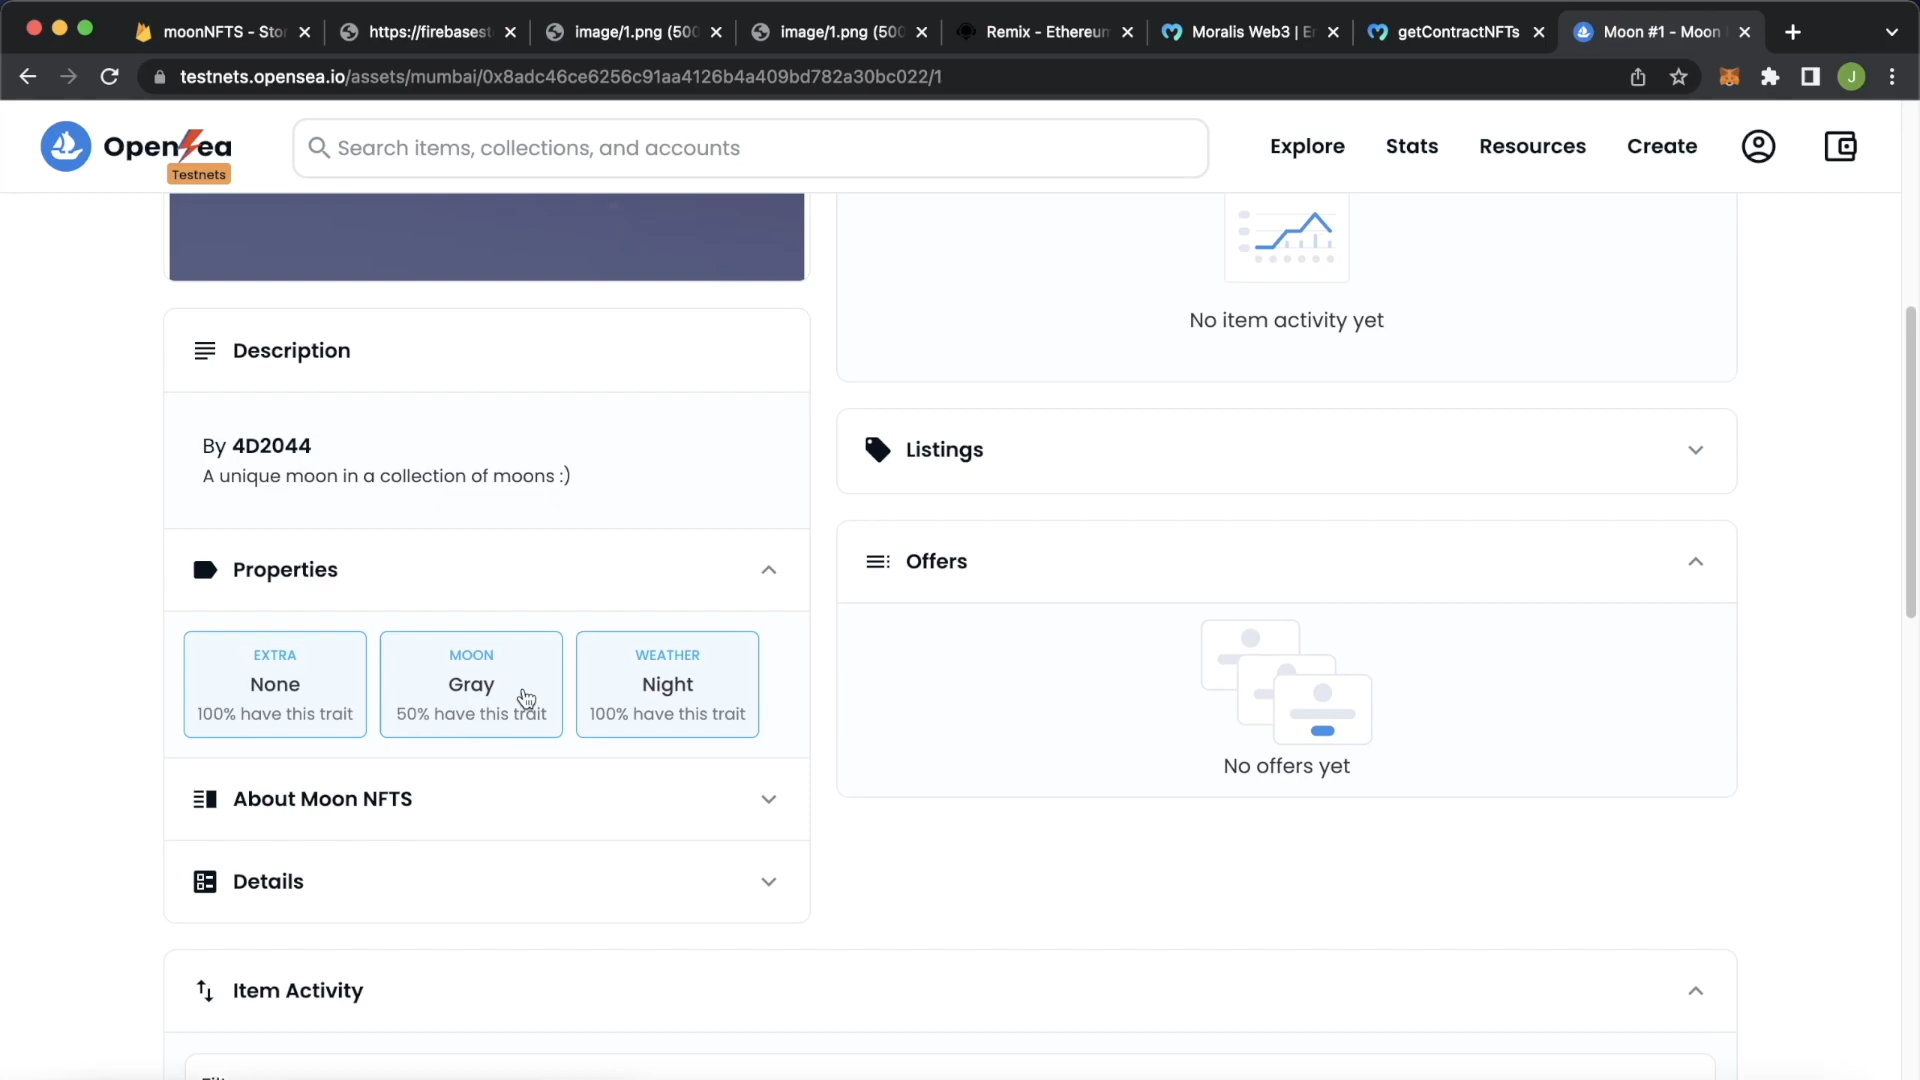 moonNFTS - Stor
https://firebasest
image/1.png (500
image/1.png (500
Remix - Ethereum
Moralis Web3 | En
getContractNFTs
Moon #1 - Moon
testnets.opensea.io/assets/mumbai/0x8adc46ce6256c91aa4126b4a409bd782a30bc022/1
J
OpenSea
Testnets
Search items, collections, and accounts
Explore
Stats
Resources
Create
No item activity yet
Description
By 4D2044
A unique moon in a collection of moons :)
Listings
Offers
No offers yet
Properties
EXTRA
None
100% have this trait
MOON
Gray
50% have this trait
WEATHER
Night
100% have this trait
About Moon NFTS
Details
Item Activity